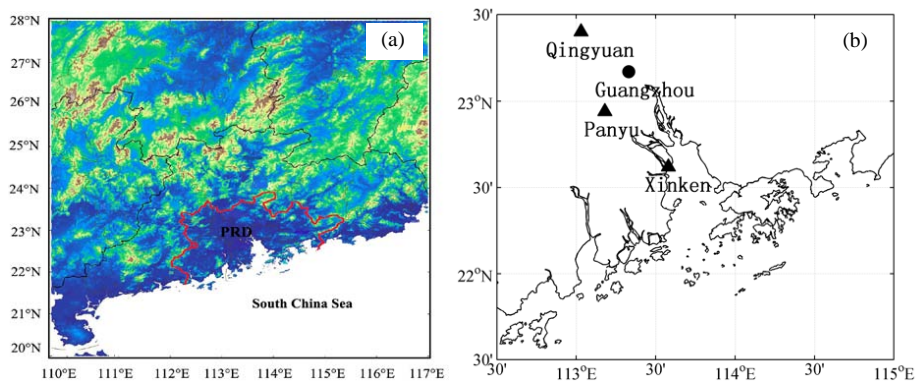 (a)
28°N
27°N
26°N
25°N
24°N
23°N
22°N
21°N
20°N
PRD
South China Sea
110°E 111°E 112°E 113°E 114°E 115°E 116°E 117°E
(b)
30'
Qingyuan
Guangzhou
23°N
Panyu
Xinken
30'
22°N
30'
30' 113°E 30' 114°E 30' 115°E